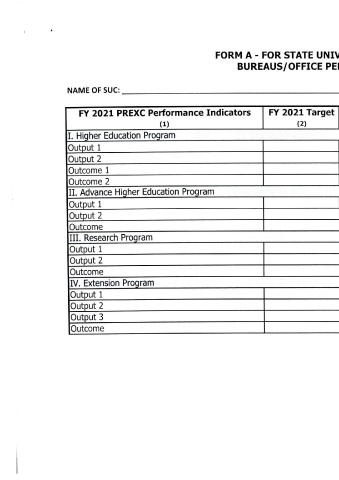 FORM A - FOR STATE UNIV
BUREAUS/OFFICE PE
NAME OF SUC:
FY 2021 PREXC Performance Indicators FY 2021 Target
(1) (2)
I. Higher Education Program
Output 1
Output 2
Outcome 1
Outcome 2
II. Advance Higher Education Program
Output 1
Output 2
Outcome
III. Research Program
Output 1
Output 2
Outcome
IV. Extension Program
Output 1
Output 2
Output 3
Outcome